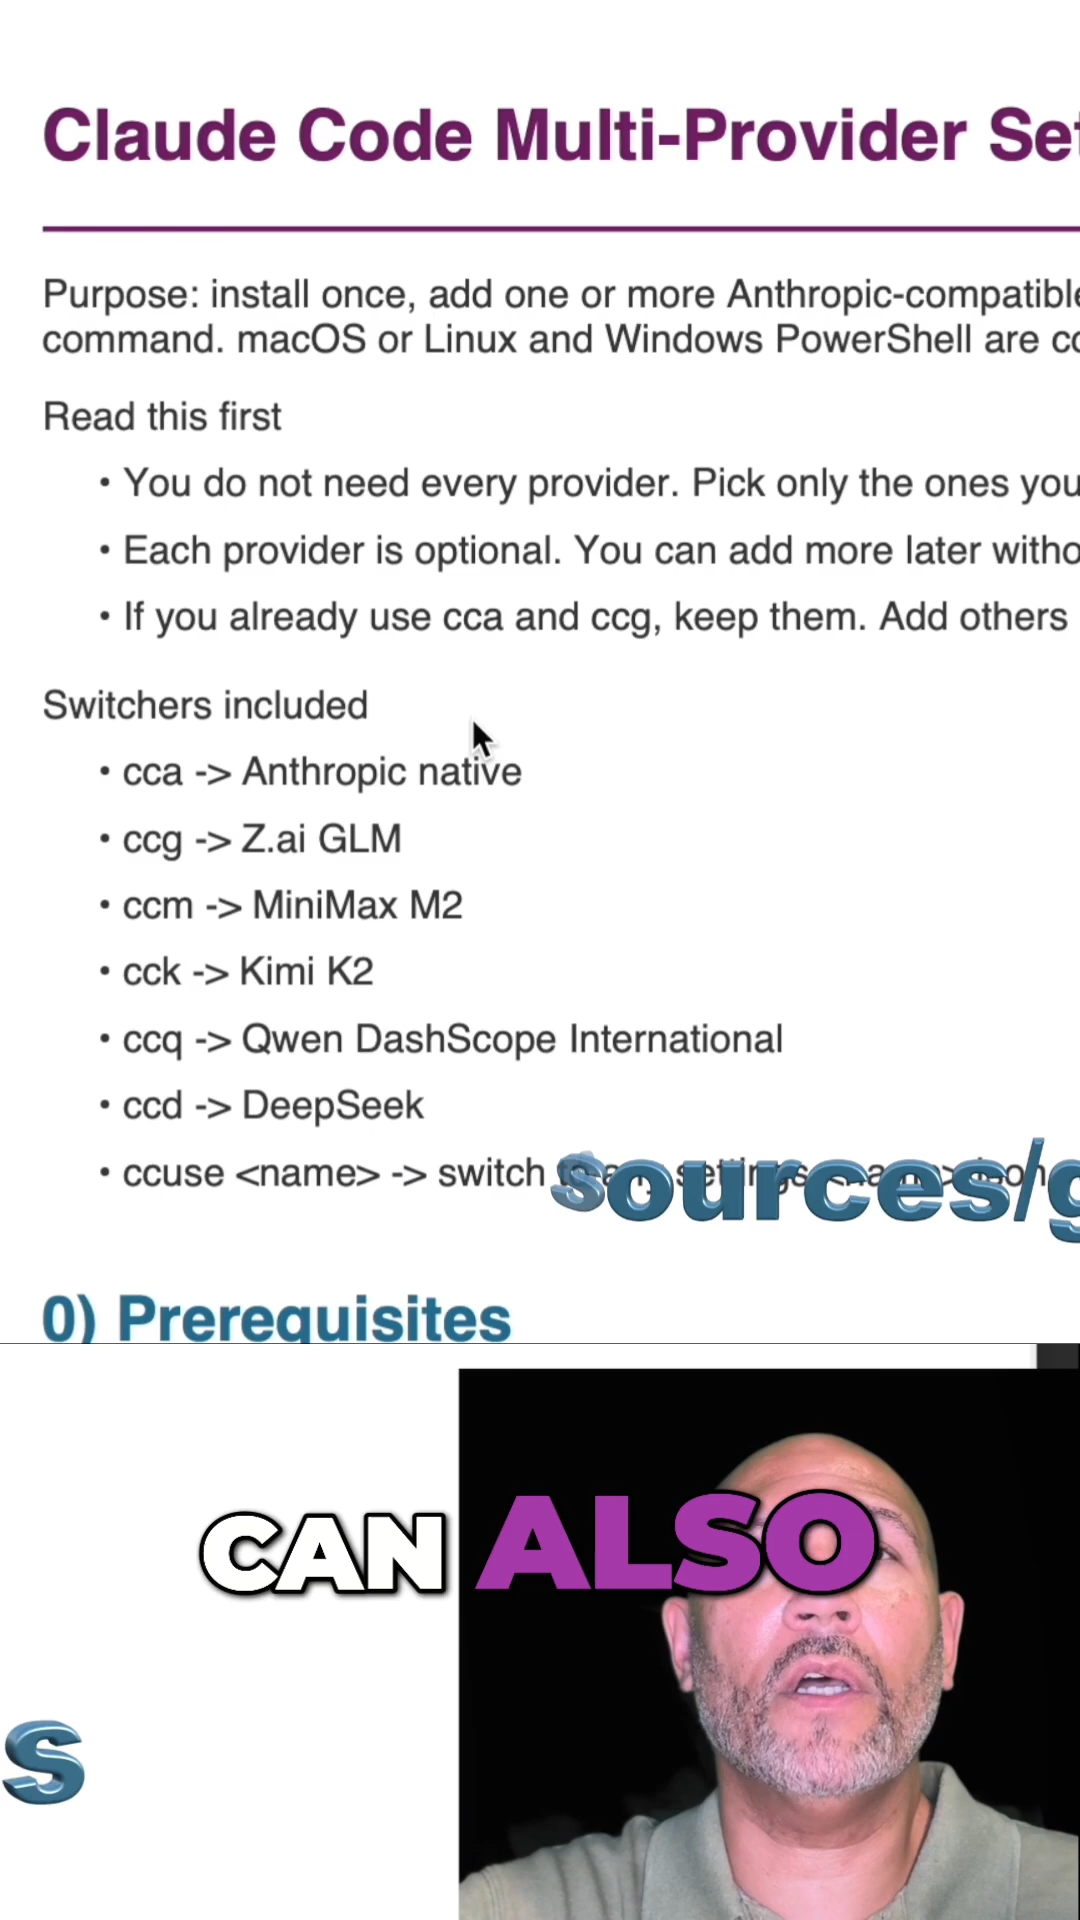 Claude Code Multi-Provider
Purpose: install once, add one or more
command. macOS or Linux and Windows PowerShell are
Read this first
• You do not need every provider. Pick only the ones you
• Each provider is optional. You can add more later
• If you already use cca and ccg, keep them. Add others
Switchers included
• cca -> Anthropic native
• ccg -> Z.ai GLM
• ccm -> MiniMax M2
• cck -> Kimi K2
• ccq -> Qwen DashScope International
• ccd -> DeepSeek
• ccuse <name> -> switch
sources/g
0) Prerequisites
CAN ALSO
s